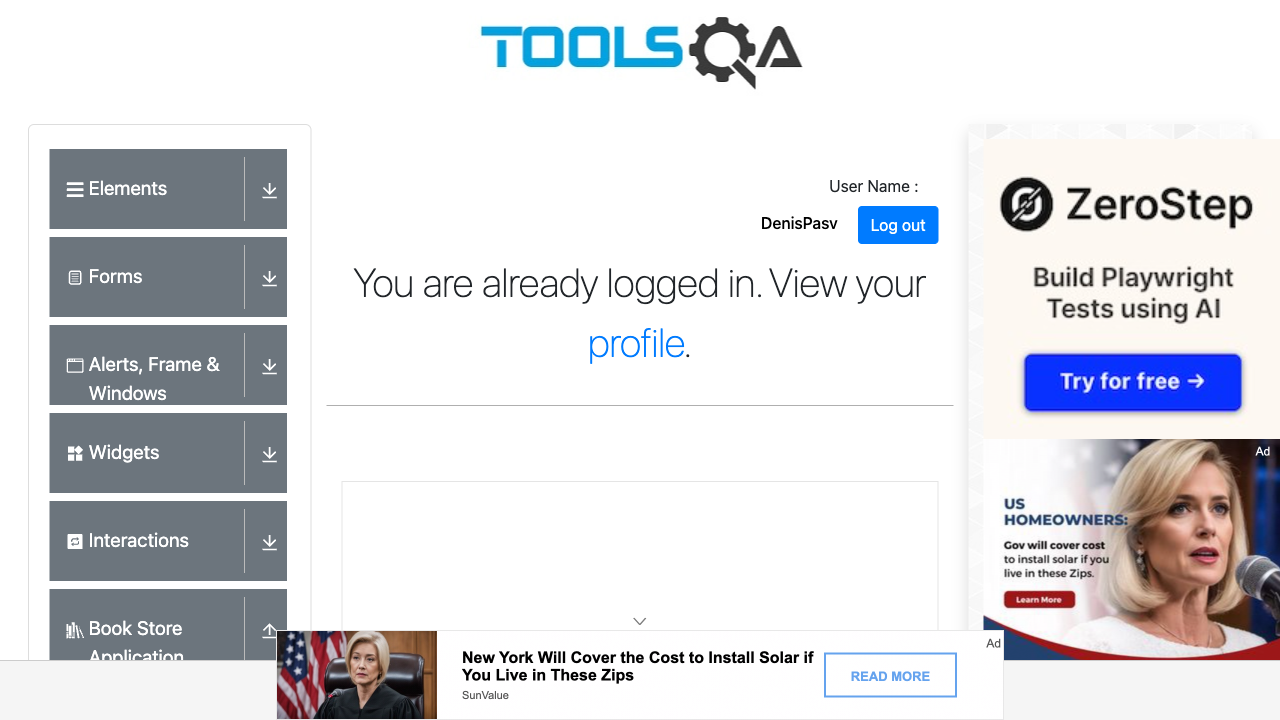 TOOLSQA
Elements
Forms
Alerts, Frame &
Windows
Widgets
Interactions
Book Store
Application
User Name :
DenisPasv
Log out
You are already logged in. View your
profile.
ZeroStep
Build Playwright
Tests using AI
Try for free →
Ad
US
HOMEOWNERS:
Gov will cover cost
to install solar if you
live in these Zips.
Learn More
New York Will Cover the Cost to Install Solar if
You Live in These Zips
SunValue
READ MORE
Ad